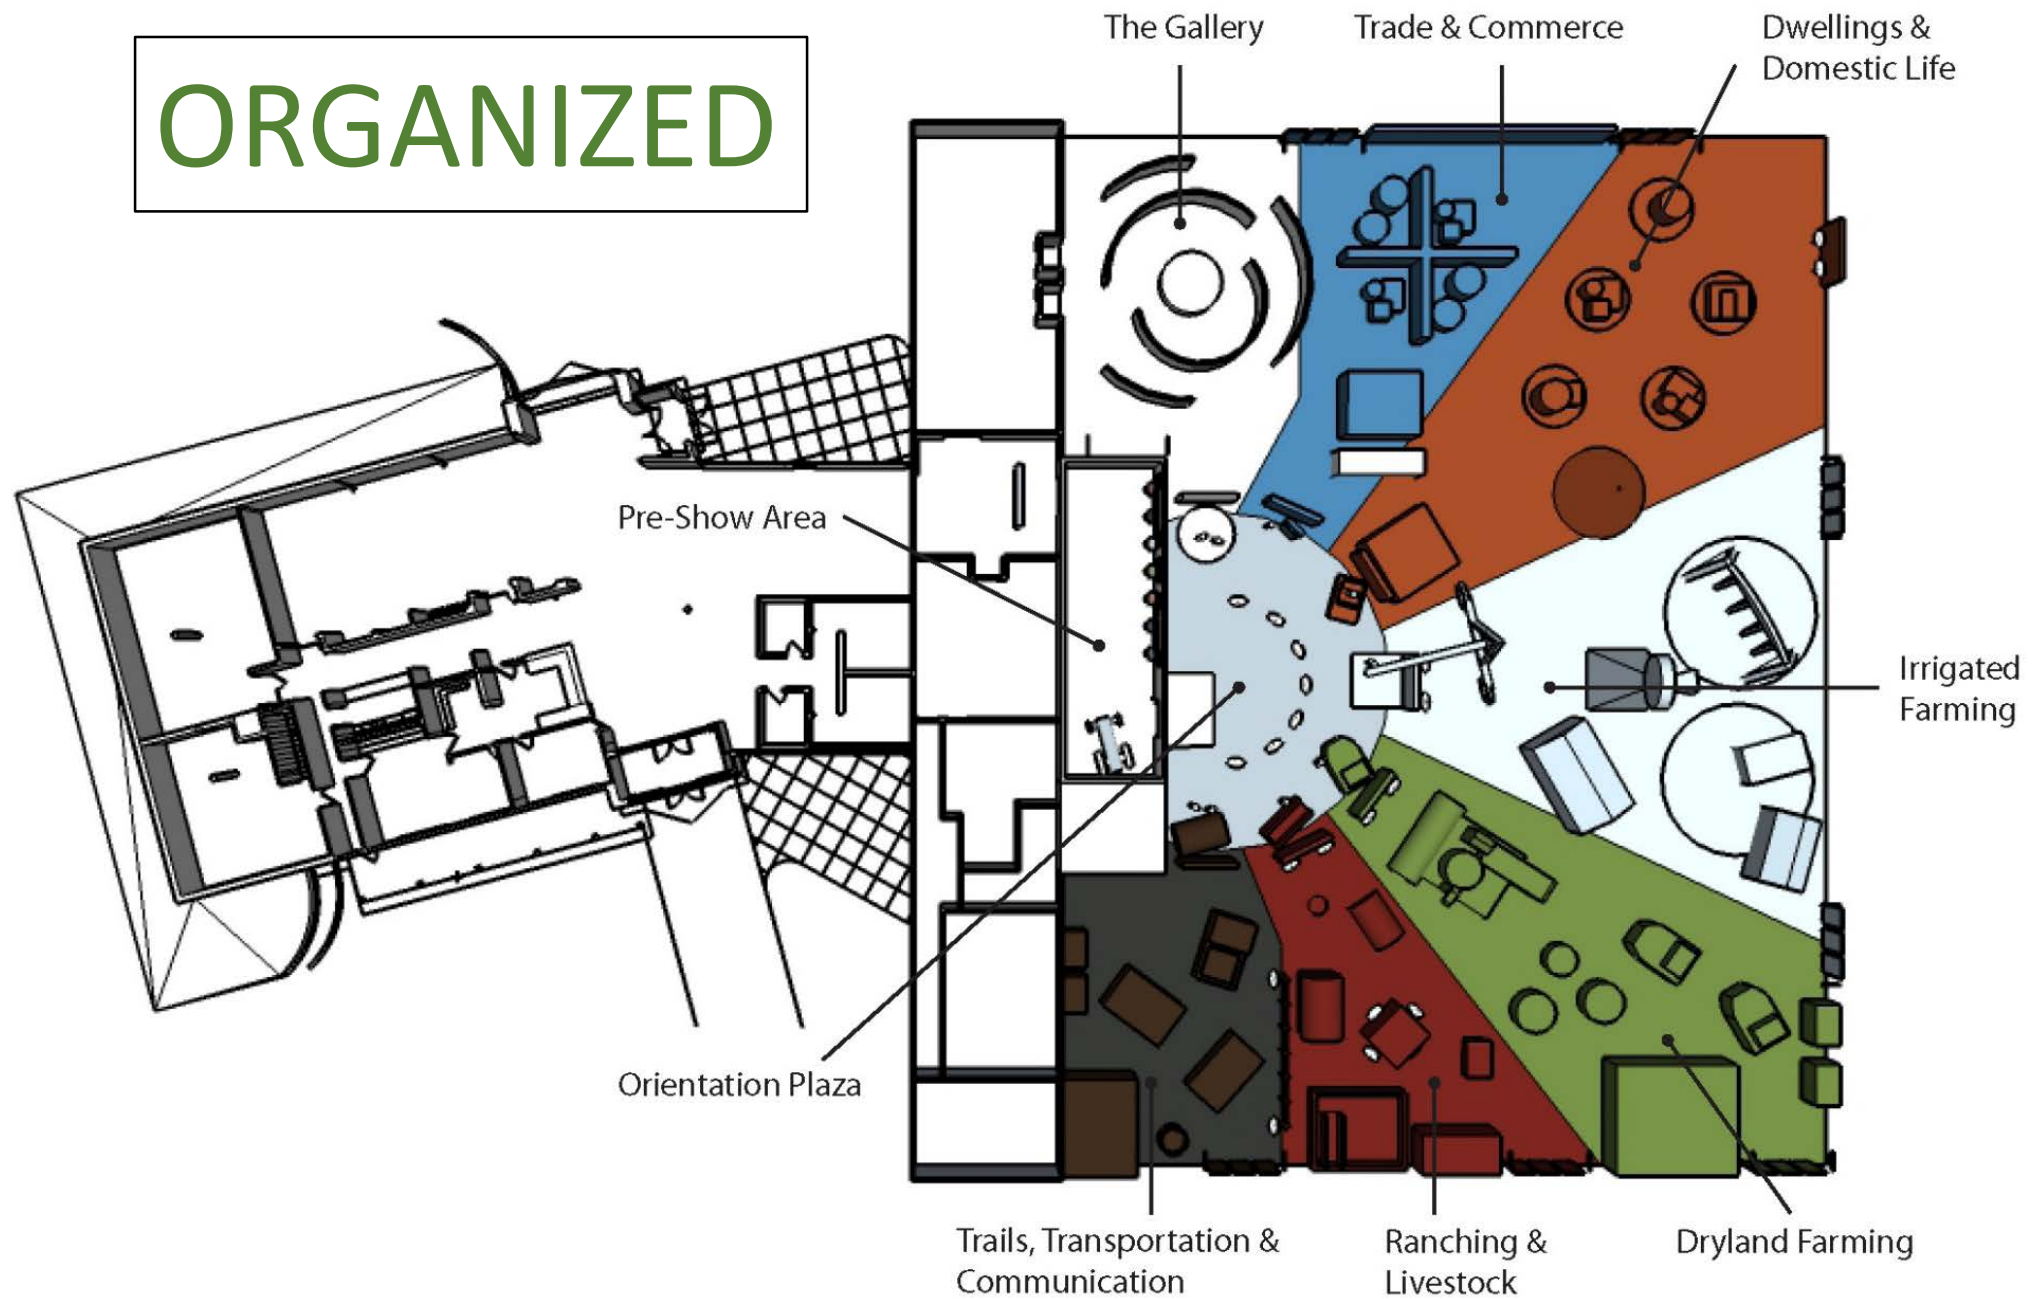 ORGANIZED
The Gallery
Trade & Commerce
Dwellings &
Domestic Life
Pre-Show Area
Irrigated
Farming
Orientation Plaza
Trails, Transportation &
Communication
Ranching &
Livestock
Dryland Farming